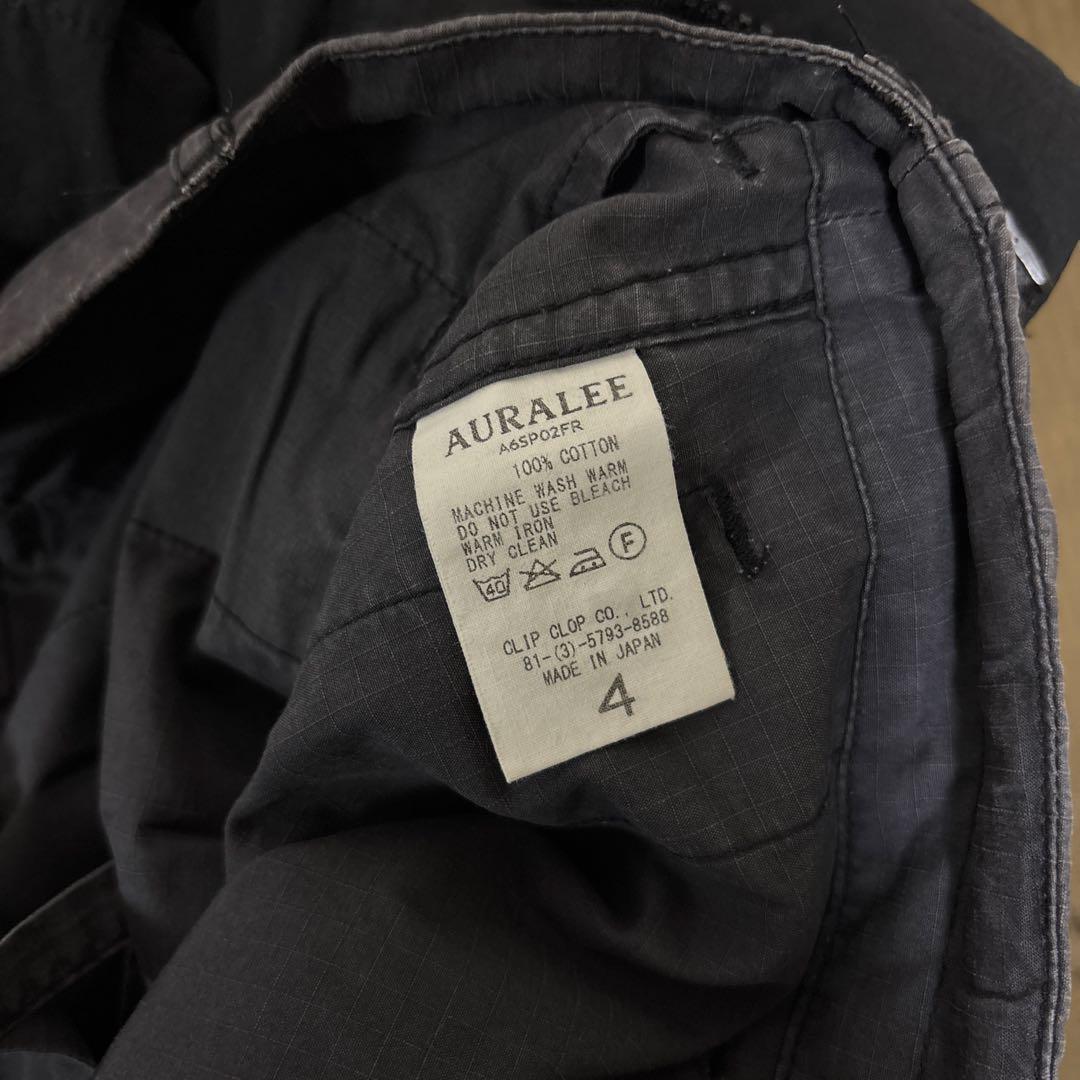 AURALEE
A6SP02FR
100% COTTON
MACHINE WASH WARM
DO NOT USE BLEACH
WARM IRON
DRY CLEAN
40 F
CLIP CLOP CO., LTD.
81-(3)-5793-8588
MADE IN JAPAN
4